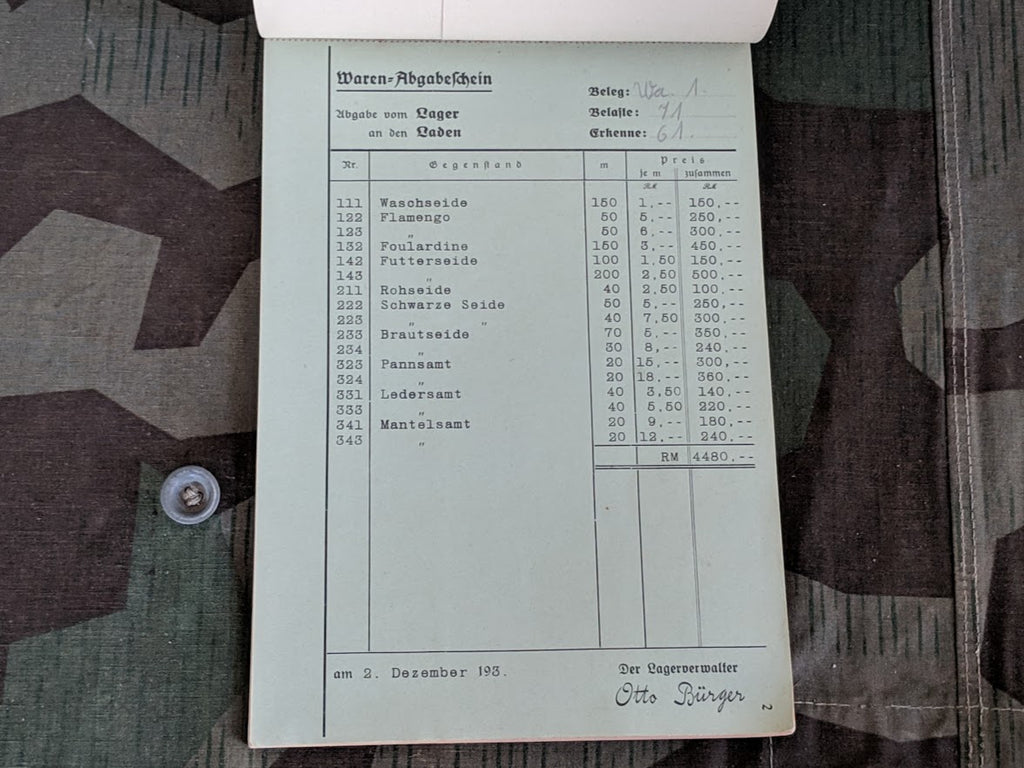 Waren-Abgabeschein
Beleg: Wa. 1.
Abgabe vom Lager
Belaste: 71
an den Laden
Erkenne: 61.
Nr. Gegenstand m Preis
je m zusammen
RM RM
111 Waschseide 150 1,-- 150,--
122 Flamengo 50 5,-- 250,--
123 „ 50 6,-- 300,--
132 Foulardine 150 3,-- 450,--
142 Futterseide 100 1,50 150,--
143 „ 200 2,50 500,--
211 Rohseide 40 2,50 100,--
222 Schwarze Seide 50 5,-- 250,--
223 „ „ 40 7,50 300,--
233 Brautseide 70 5,-- 350,--
234 „ 30 8,-- 240,--
323 Pannsamt 20 15,-- 300,--
324 „ 20 18,-- 360,--
331 Ledersamt 40 3,50 140,--
333 „ 40 5,50 220,--
341 Mantelsamt 20 9,-- 180,--
343 „ 20 12,-- 240,--
RM 4480,--
am 2. Dezember 193.
Der Lagerverwalter
Otto Bürger
2